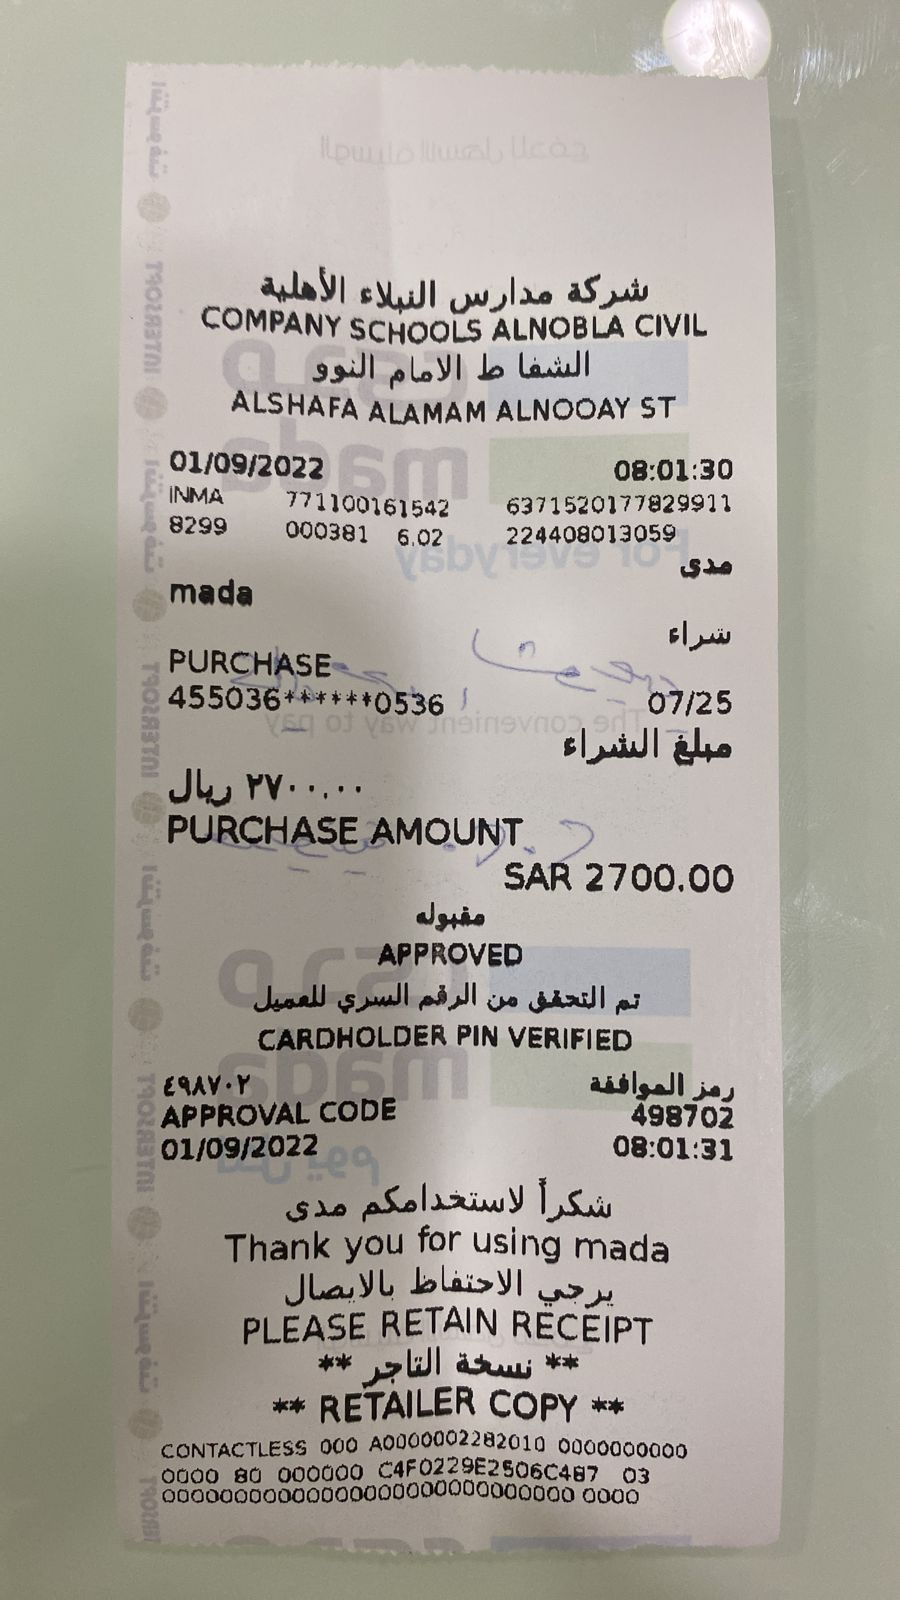 شركة مدارس النبلاء الأهلية
COMPANY SCHOOLS ALNOBLA CIVIL
الشفا ط الامام النوو
ALSHAFA ALAMAM ALNOOAY ST
01/09/2022 08:01:30
INMA 771100161542 6371520177829911
8299 000381 6.02 224408013059
مدى
mada
شراء
PURCHASE
455036******0536 07/25
مبلغ الشراء
٢٧٠٠.٠٠ ريال
PURCHASE AMOUNT
SAR 2700.00
مقبوله
APPROVED
تم التحقق من الرقم السري للعميل
CARDHOLDER PIN VERIFIED
رمز الموافقة ٤٩٨٧٠٢
APPROVAL CODE 498702
01/09/2022 08:01:31
شكراً لاستخدامكم مدى
Thank you for using mada
يرجي الاحتفاظ بالايصال
PLEASE RETAIN RECEIPT
** نسخة التاجر **
** RETAILER COPY **
CONTACTLESS 000 A0000002282010 0000000000
0000 80 000000 C4F0229E2506C487 03